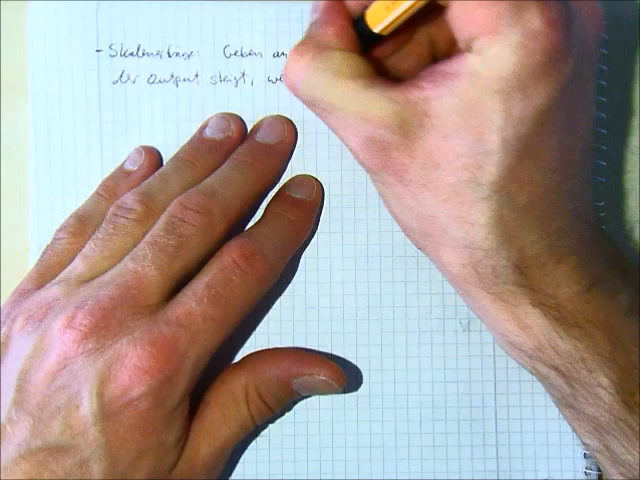 - Skalenerträge: Geben an
der output steigt, we